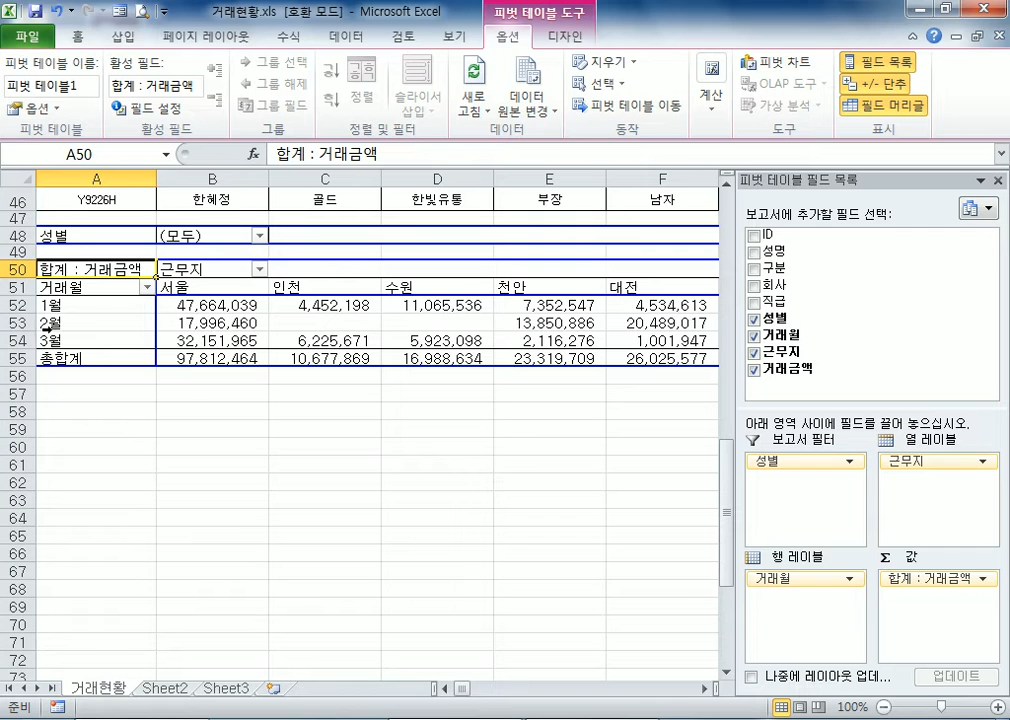 거래현황.xls [호환 모드] - Microsoft Excel
피벗 테이블 도구
파일 홈 삽입 페이지 레이아웃 수식 데이터 검토 보기 옵션 디자인
피벗 테이블 이름:
피벗 테이블1
옵션
피벗 테이블
활성 필드:
합계 : 거래금액
필드 설정
활성 필드
그룹 선택
그룹 해제
그룹 필드
그룹
정렬
슬라이서
삽입
정렬 및 필터
새로
고침
데이터
원본 변경
데이터
지우기
선택
피벗 테이블 이동
동작
계산
피벗 차트
OLAP 도구
가상 분석
도구
필드 목록
+/- 단추
필드 머리글
표시
A50 fx 합계 : 거래금액
A B C D E F
46 Y9226H 한혜정 골드 한빛유통 부장 남자
47
48 성별 (모두)
49
50 합계 : 거래금액 근무지
51 거래월 서울 인천 수원 천안 대전
52 1월 47,664,039 4,452,198 11,065,536 7,352,547 4,534,613
53 2월 17,996,460 13,850,886 20,489,017
54 3월 32,151,965 6,225,671 5,923,098 2,116,276 1,001,947
55 총합계 97,812,464 10,677,869 16,988,634 23,319,709 26,025,577
56
57
58
59
60
61
62
63
64
65
66
67
68
69
70
71
72
73
피벗 테이블 필드 목록
보고서에 추가할 필드 선택:
ID
성명
구분
회사
직급
성별
거래월
근무지
거래금액
아래 영역 사이에 필드를 끌어 놓으십시오.
보고서 필터 열 레이블
성별 근무지
행 레이블 Σ 값
거래월 합계 : 거래금액
나중에 레이아웃 업데... 업데이트
거래현황 Sheet2 Sheet3
준비 100%